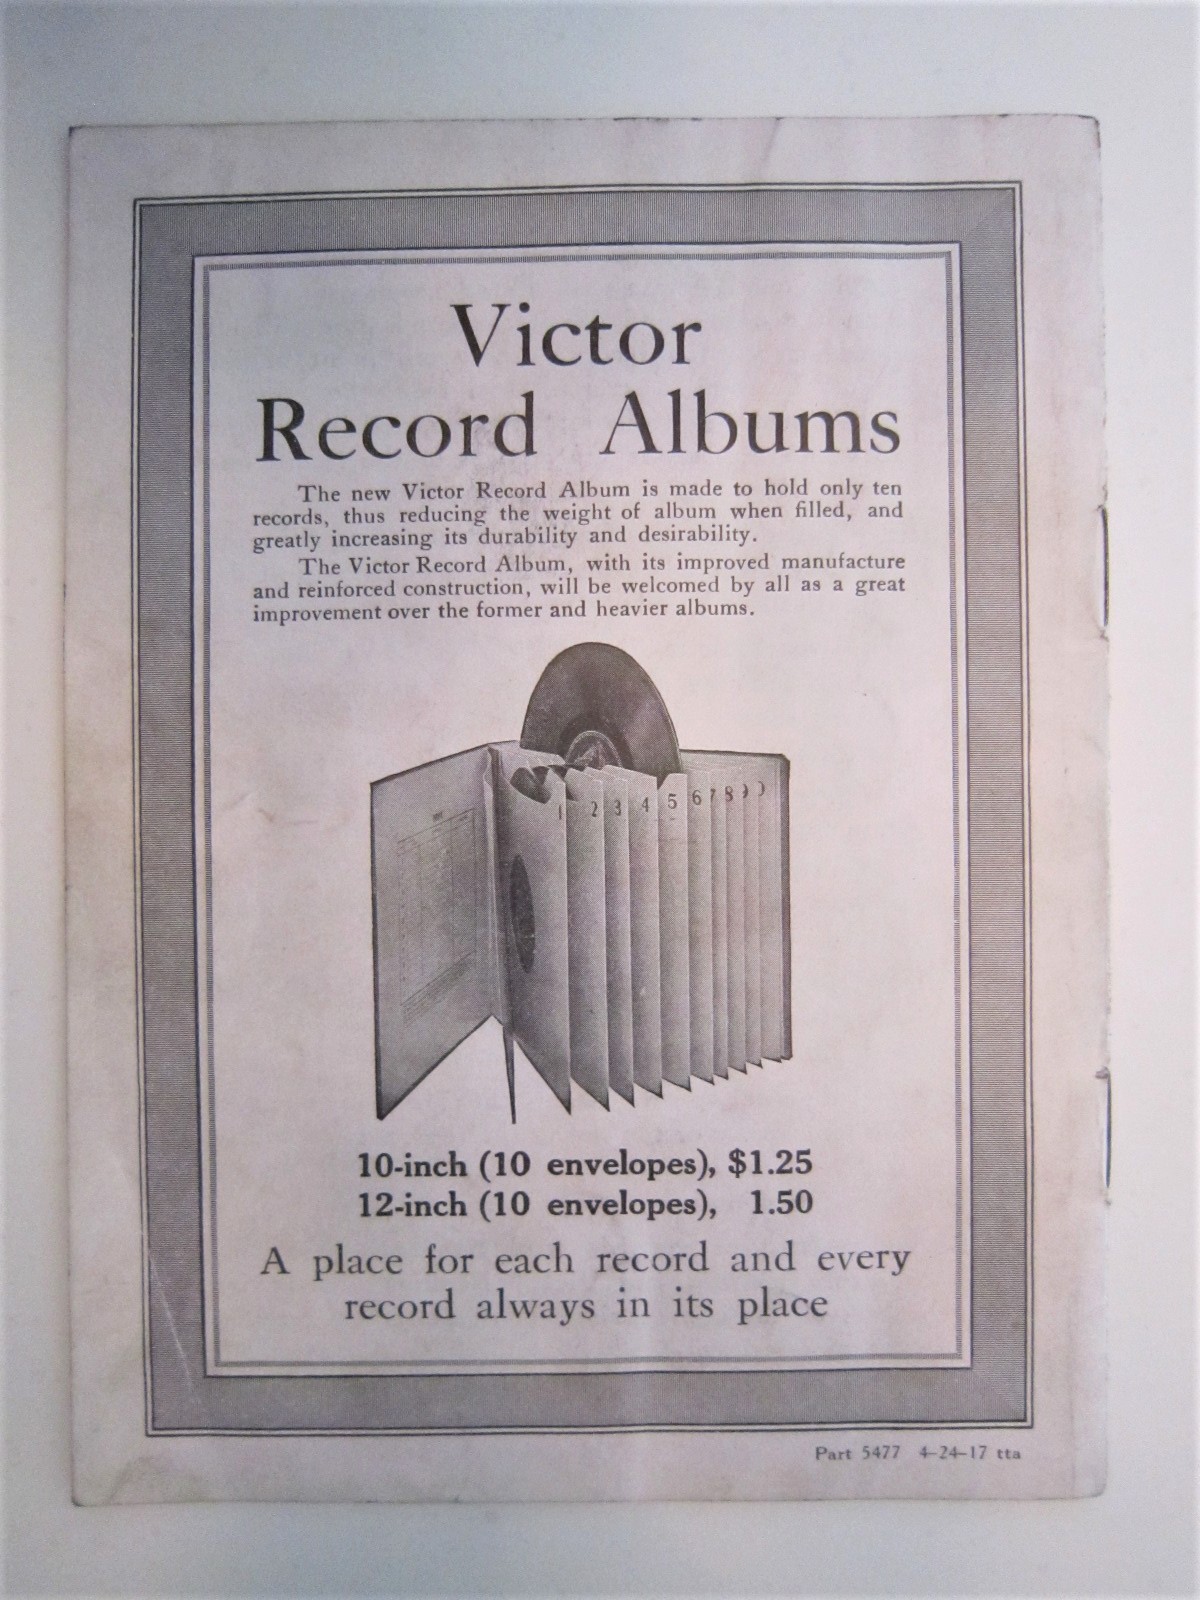 Victor
Record Albums
The new Victor Record Album is made to hold only ten
records, thus reducing the weight of album when filled, and
greatly increasing its durability and desirability.
The Victor Record Album, with its improved manufacture
and reinforced construction, will be welcomed by all as a great
improvement over the former and heavier albums.
1 2 3 4 5 6 7 8 9
10-inch (10 envelopes), $1.25
12-inch (10 envelopes), 1.50
A place for each record and every
record always in its place
Part 5477 4-24-17 tta